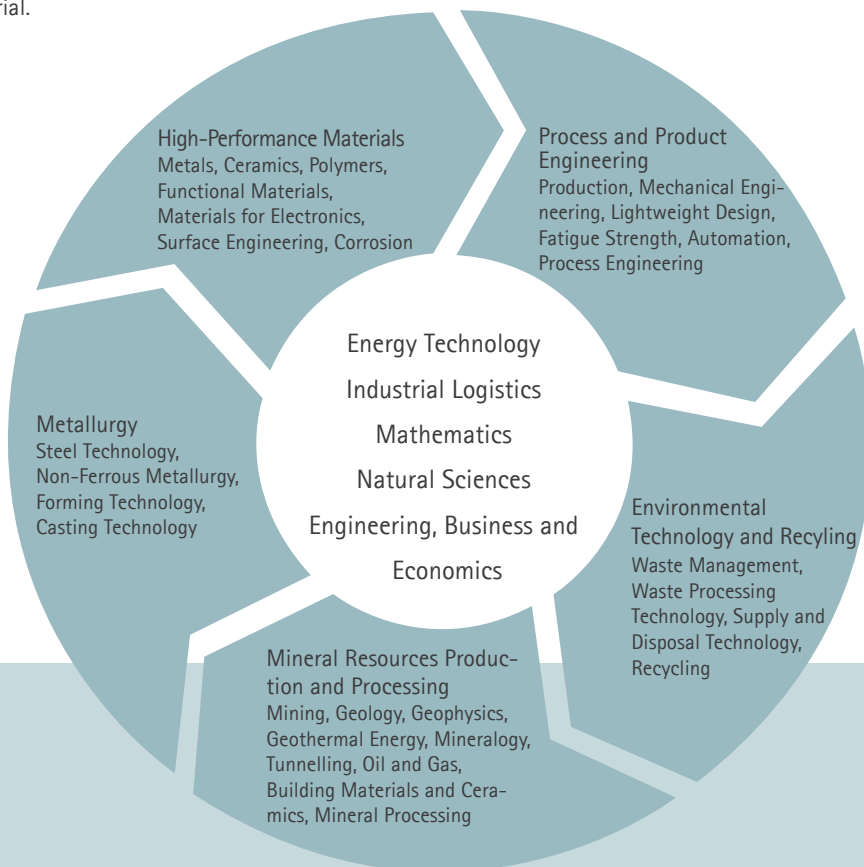 rial.
High-Performance Materials
Metals, Ceramics, Polymers,
Functional Materials,
Materials for Electronics,
Surface Engineering, Corrosion
Process and Product
Engineering
Production, Mechanical Engi-
neering, Lightweight Design,
Fatigue Strength, Automation,
Process Engineering
Energy Technology
Industrial Logistics
Mathematics
Natural Sciences
Engineering, Business and
Economics
Metallurgy
Steel Technology,
Non-Ferrous Metallurgy,
Forming Technology,
Casting Technology
Environmental
Technology and Recyling
Waste Management,
Waste Processing
Technology, Supply and
Disposal Technology,
Recycling
Mineral Resources Produc-
tion and Processing
Mining, Geology, Geophysics,
Geothermal Energy, Mineralogy,
Tunnelling, Oil and Gas,
Building Materials and Cera-
mics, Mineral Processing